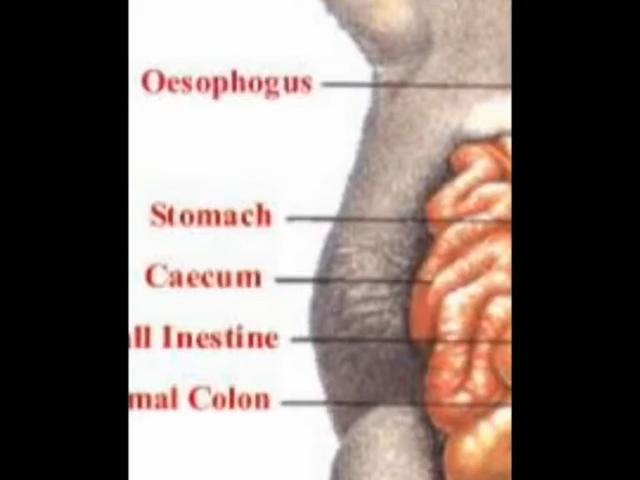 Oesophogus
Stomach
Caecum
ll Inestine
mal Colon